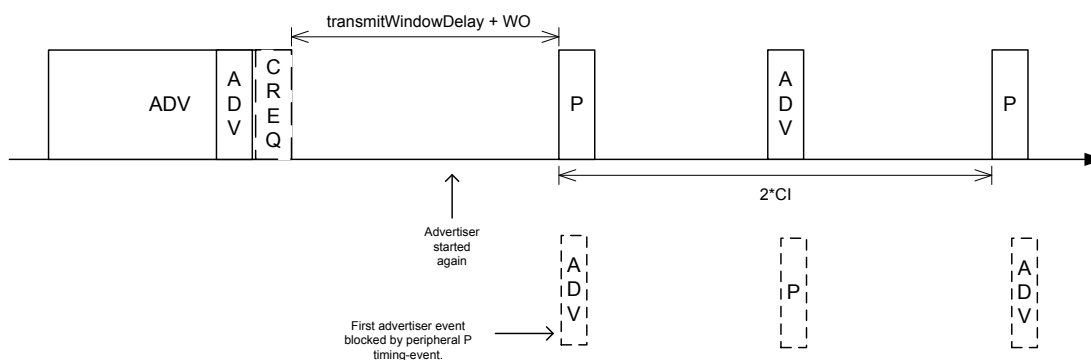 transmitWindowDelay + WO
ADV
A
D
V
C
R
E
Q
P
A
D
V
P
2*CI
Advertiser
started
again
A
D
V
P
A
D
V
First advertiser event
blocked by peripheral P
timing-event.